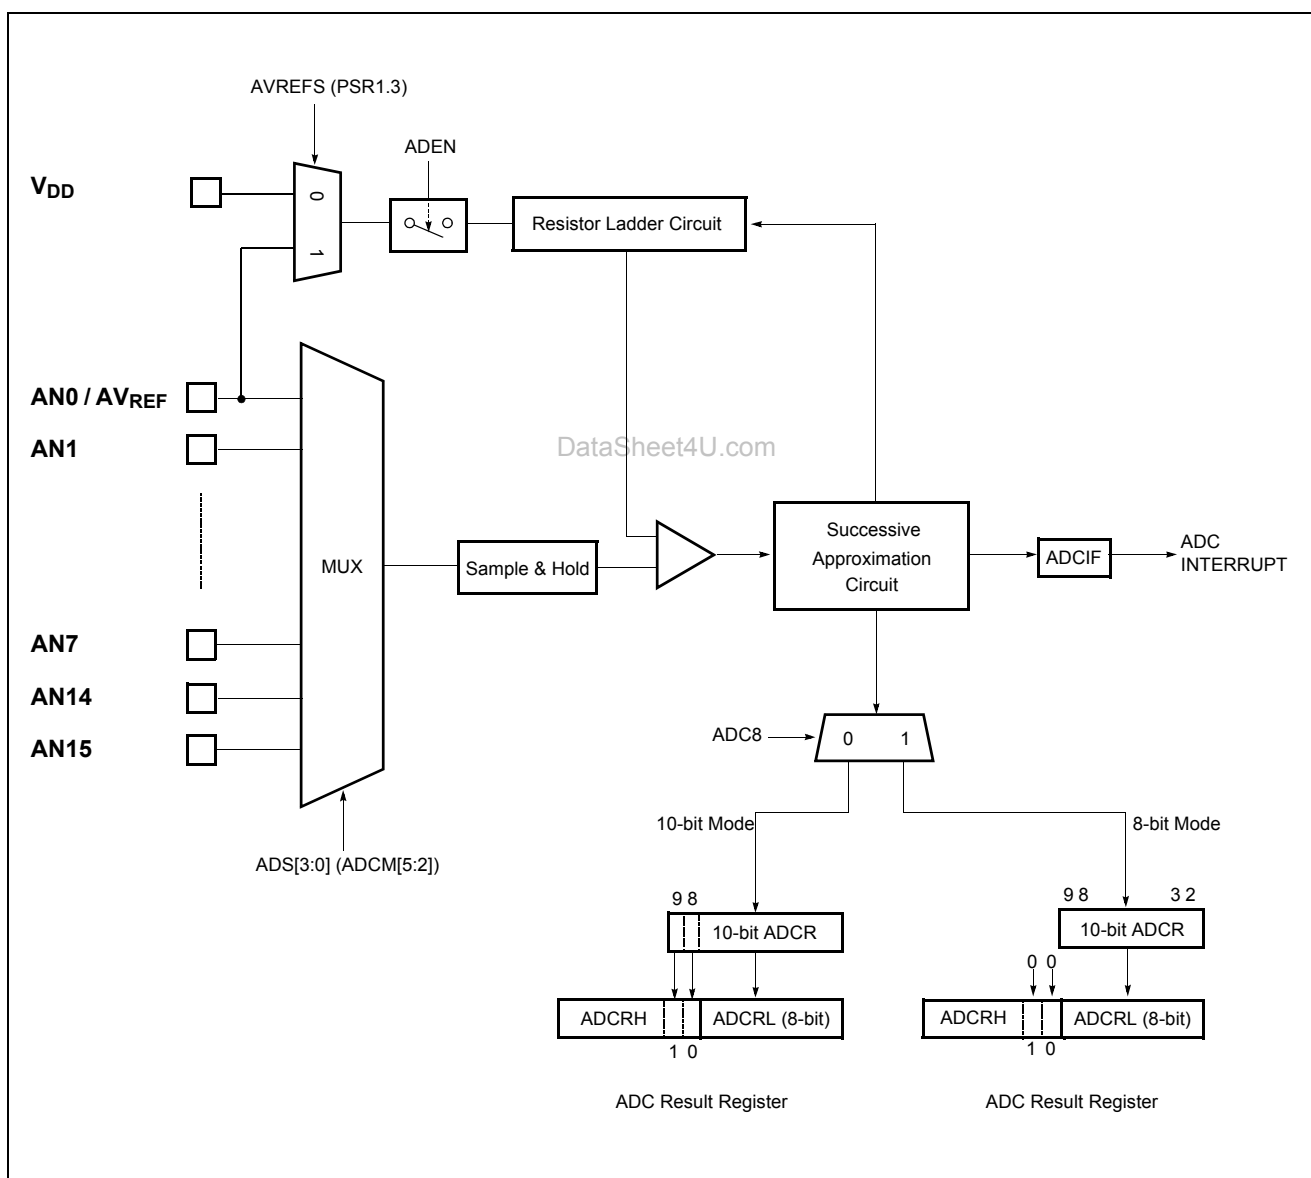 AVREFS (PSR1.3)
ADEN
VDD
0
1
Resistor Ladder Circuit
AN0 / AVREF
AN1
DataSheet4U.com
MUX
Sample & Hold
Successive
Approximation
Circuit
ADCIF
ADC
INTERRUPT
AN7
AN14
AN15
ADC8
0 1
ADS[3:0] (ADCM[5:2])
10-bit Mode
8-bit Mode
9 8
10-bit ADCR
ADCRH
ADCRL (8-bit)
1 0
ADC Result Register
9 8
3 2
10-bit ADCR
0 0
ADCRH
ADCRL (8-bit)
1 0
ADC Result Register